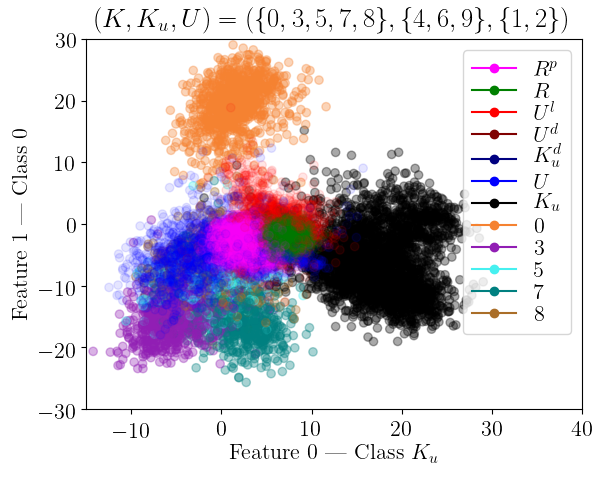 (K, K_u, U) = ({0, 3, 5, 7, 8}, {4, 6, 9}, {1, 2})
30
20
10
0
−10
−20
−30
Feature 1 — Class 0
−10
0
10
20
30
40
Feature 0 — Class K_u
R^p
R
U^l
U^d
K_u^d
U
K_u
0
3
5
7
8